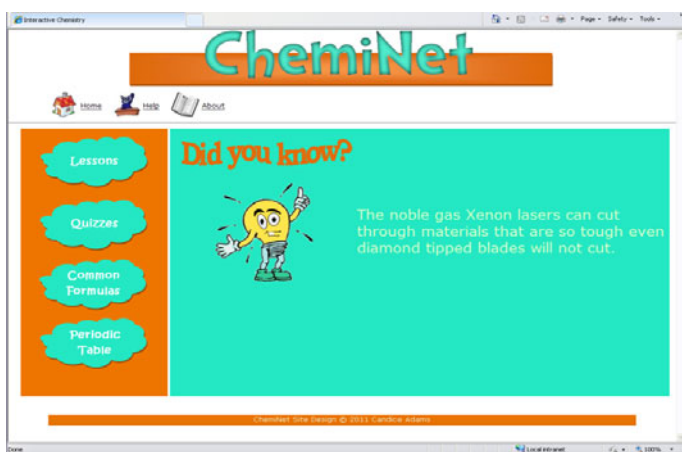 Interactive Chemistry
Page Safety Tools
ChemiNet
Home Help About
Lessons
Quizzes
Common
Formulas
Periodic
Table
Did you know?
The noble gas Xenon lasers can cut
through materials that are so tough even
diamond tipped blades will not cut.
ChemiNet Site Design © 2011 Candice Adams
Done
Local intranet
100%